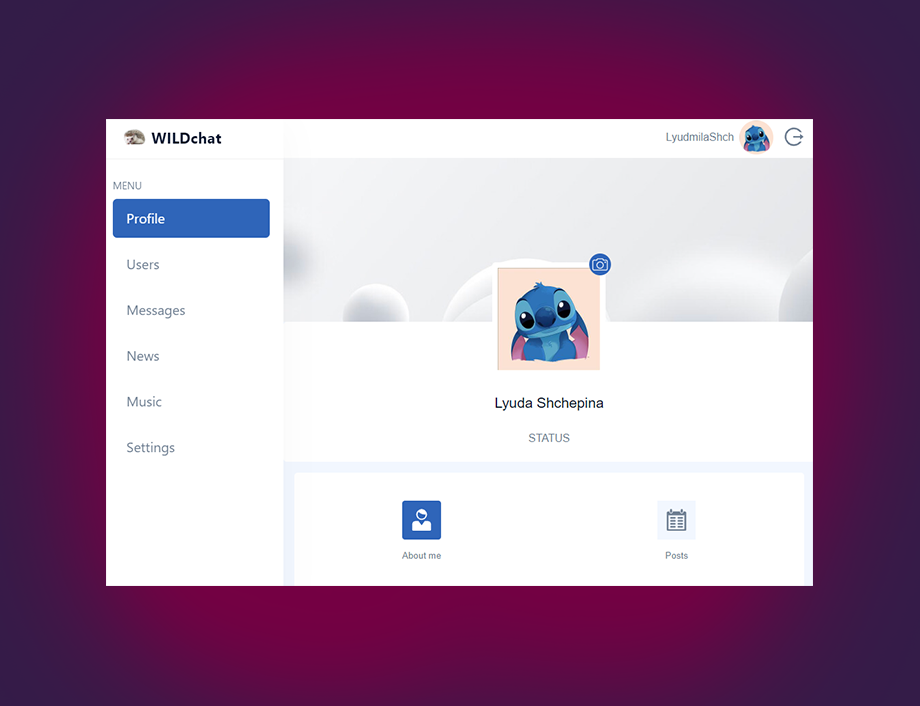 WILDchat
LyudmilaShch
MENU
Profile
Users
Messages
News
Music
Settings
Lyuda Shchepina
STATUS
About me
Posts